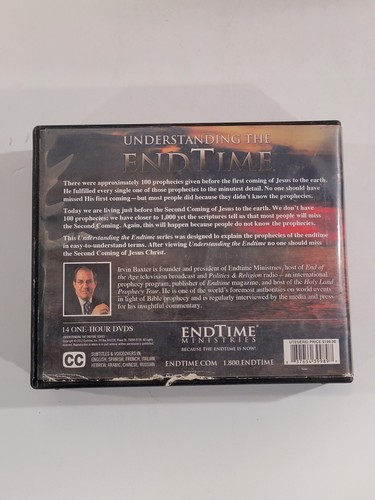 UNDERSTANDING THE
ENDTIME
There were approximately 100 prophecies given before the first coming of Jesus to the earth.
He fulfilled every single one of those prophecies to the minutest detail. No one should have
missed His first coming—but most people did because they didn't know the prophecies.
Today we are living just before the Second Coming of Jesus to the earth. We don't have
100 prophecies; we have closer to 1,000 yet the scriptures tell us that most people will miss
the Second Coming. Again, this will happen because people do not know the prophecies.
This Understanding the Endtime series was designed to explain the prophecies of the endtime
in easy-to-understand terms. After viewing Understanding the Endtime no one should miss
the Second Coming of Jesus Christ.
Irvin Baxter is founder and president of Endtime Ministries, host of End of
the Age television broadcast and Politics & Religion radio—an international
prophecy program, publisher of Endtime magazine, and host of the Holy Land
Prophecy Tour. He is one of the world's foremost authorities on world events
in light of Bible prophecy and is regularly interviewed by the media and press
for his insightful commentary.
14 ONE-HOUR DVDS
CC
SUBTITLES & VOICEOVERS IN:
ENGLISH, SPANISH, FRENCH, ITALIAN,
HEBREW, ARABIC, CHINESE, RUSSIAN
ENDTIME
MINISTRIES
BECAUSE THE ENDTIME IS NOW!
ENDTIME.COM 1.800.ENDTIME